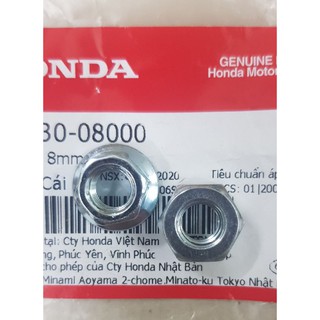 HONDA
GENUINE
Honda Motor
30-08000
8mm
Tiêu chuẩn áp
Cái NSX: 2020
CS: 01|200
tại: Cty Honda Việt Nam
ng, Phúc Yên, Vĩnh Phúc
cho phép của Cty Honda Nhật Bản
Minami Aoyama 2-chome, Minato-ku Tokyo Nhật